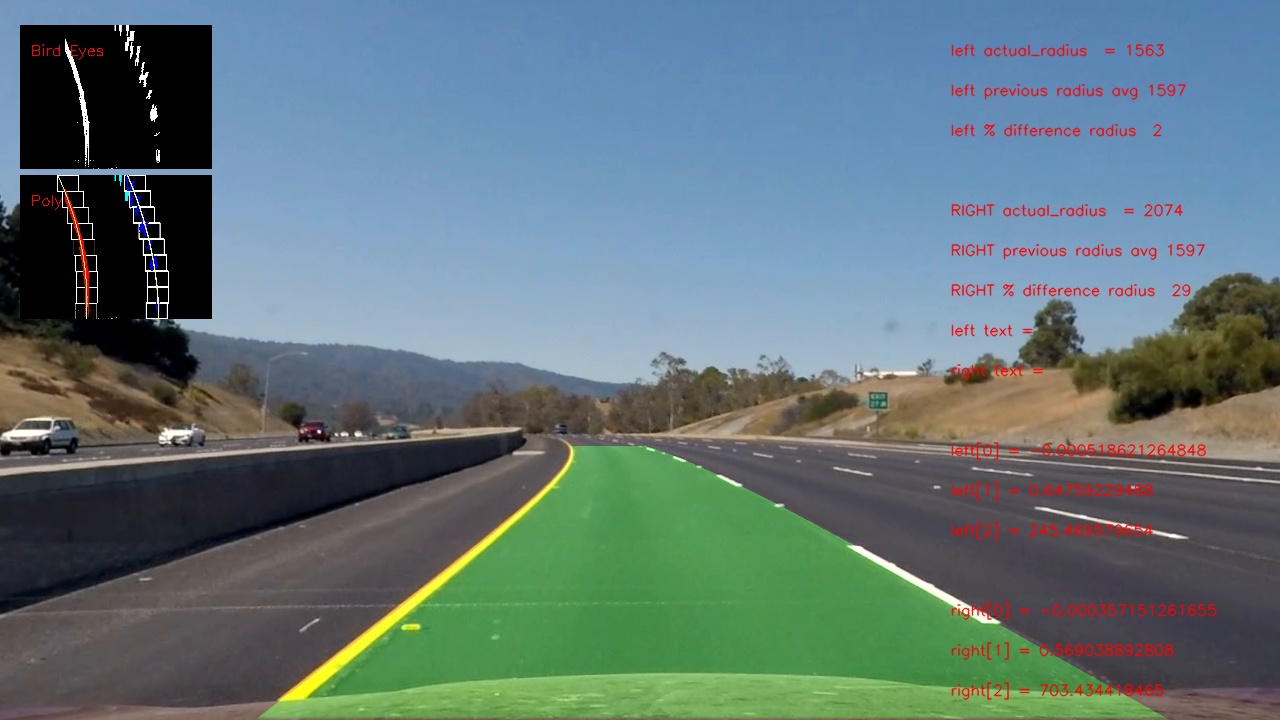 Bird Eyes
Poly
left actual_radius = 1563
left previous radius avg 1597
left % difference radius 2
RIGHT actual_radius = 2074
RIGHT previous radius avg 1597
RIGHT % difference radius 29
left text =
right text =
EXIT
left[0] = -0.000518621264848
left[1] = 0.64759229488
left[2] = 245.469579654
right[0] = -0.000357151261655
right[1] = 0.569038892808
right[2] = 703.434418465